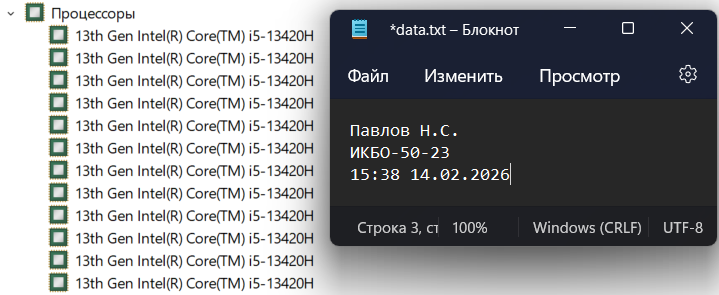 Процессоры
13th Gen Intel(R) Core(TM) i5-13420H
13th Gen Intel(R) Core(TM) i5-13420H
13th Gen Intel(R) Core(TM) i5-13420H
13th Gen Intel(R) Core(TM) i5-13420H
13th Gen Intel(R) Core(TM) i5-13420H
13th Gen Intel(R) Core(TM) i5-13420H
13th Gen Intel(R) Core(TM) i5-13420H
13th Gen Intel(R) Core(TM) i5-13420H
13th Gen Intel(R) Core(TM) i5-13420H
13th Gen Intel(R) Core(TM) i5-13420H
13th Gen Intel(R) Core(TM) i5-13420H
13th Gen Intel(R) Core(TM) i5-13420H
*data.txt – Блокнот
Файл Изменить Просмотр
Павлов Н.С.
ИКБО-50-23
15:38 14.02.2026
Строка 3, ст 100% Windows (CRLF) UTF-8